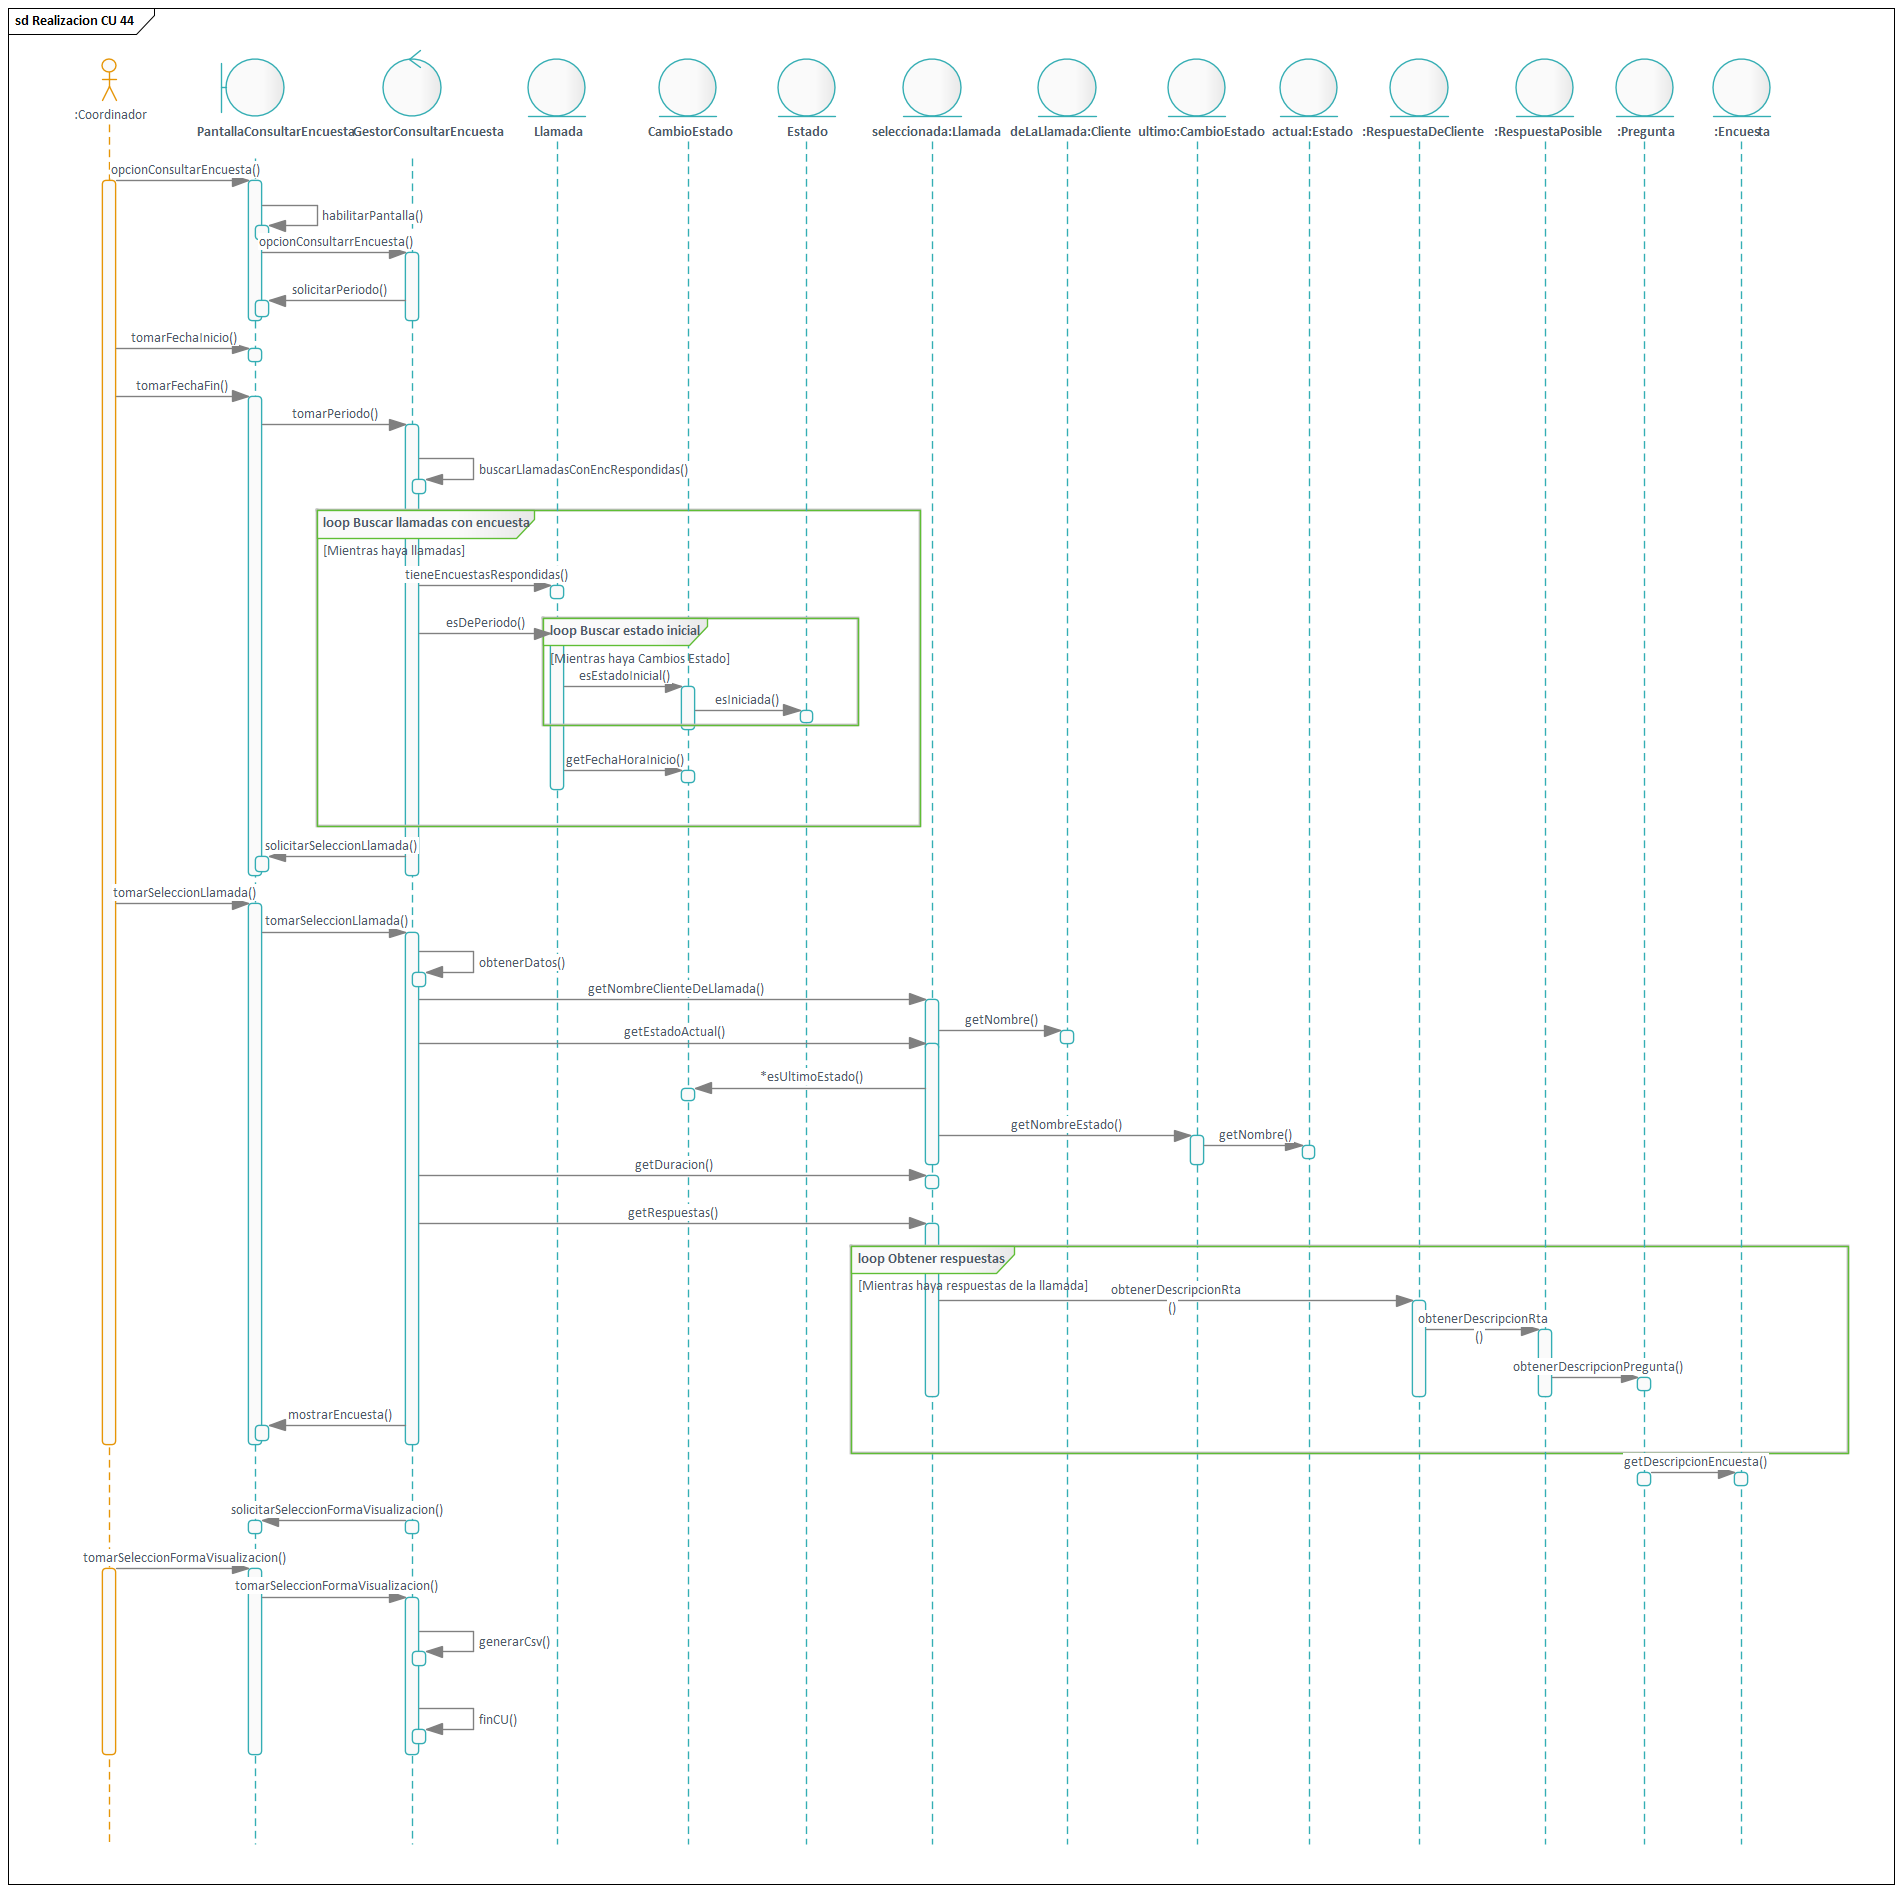 sd Realizacion CU 44
:Coordinador
PantallaConsultarEncuesta
GestorConsultarEncuesta
Llamada
CambioEstado
Estado
seleccionada:Llamada
deLaLlamada:Cliente
ultimo:CambioEstado
actual:Estado
:RespuestaDeCliente
:RespuestaPosible
:Pregunta
:Encuesta
opcionConsultarEncuesta()
habilitarPantalla()
opcionConsultarrEncuesta()
solicitarPeriodo()
tomarFechaInicio()
tomarFechaFin()
tomarPeriodo()
buscarLlamadasConEncRespondidas()
loop Buscar llamadas con encuesta
[Mientras haya llamadas]
tieneEncuestasRespondidas()
esDePeriodo()
loop Buscar estado inicial
[Mientras haya Cambios Estado]
esEstadoInicial()
esIniciada()
getFechaHoraInicio()
solicitarSeleccionLlamada()
tomarSeleccionLlamada()
tomarSeleccionLlamada()
obtenerDatos()
getNombreClienteDeLlamada()
getNombre()
getEstadoActual()
*esUltimoEstado()
getNombreEstado()
getNombre()
getDuracion()
getRespuestas()
loop Obtener respuestas
[Mientras haya respuestas de la llamada]
obtenerDescripcionRta
()
obtenerDescripcionRta
()
obtenerDescripcionPregunta()
mostrarEncuesta()
getDescripcionEncuesta()
solicitarSeleccionFormaVisualizacion()
tomarSeleccionFormaVisualizacion()
tomarSeleccionFormaVisualizacion()
generarCsv()
finCU()